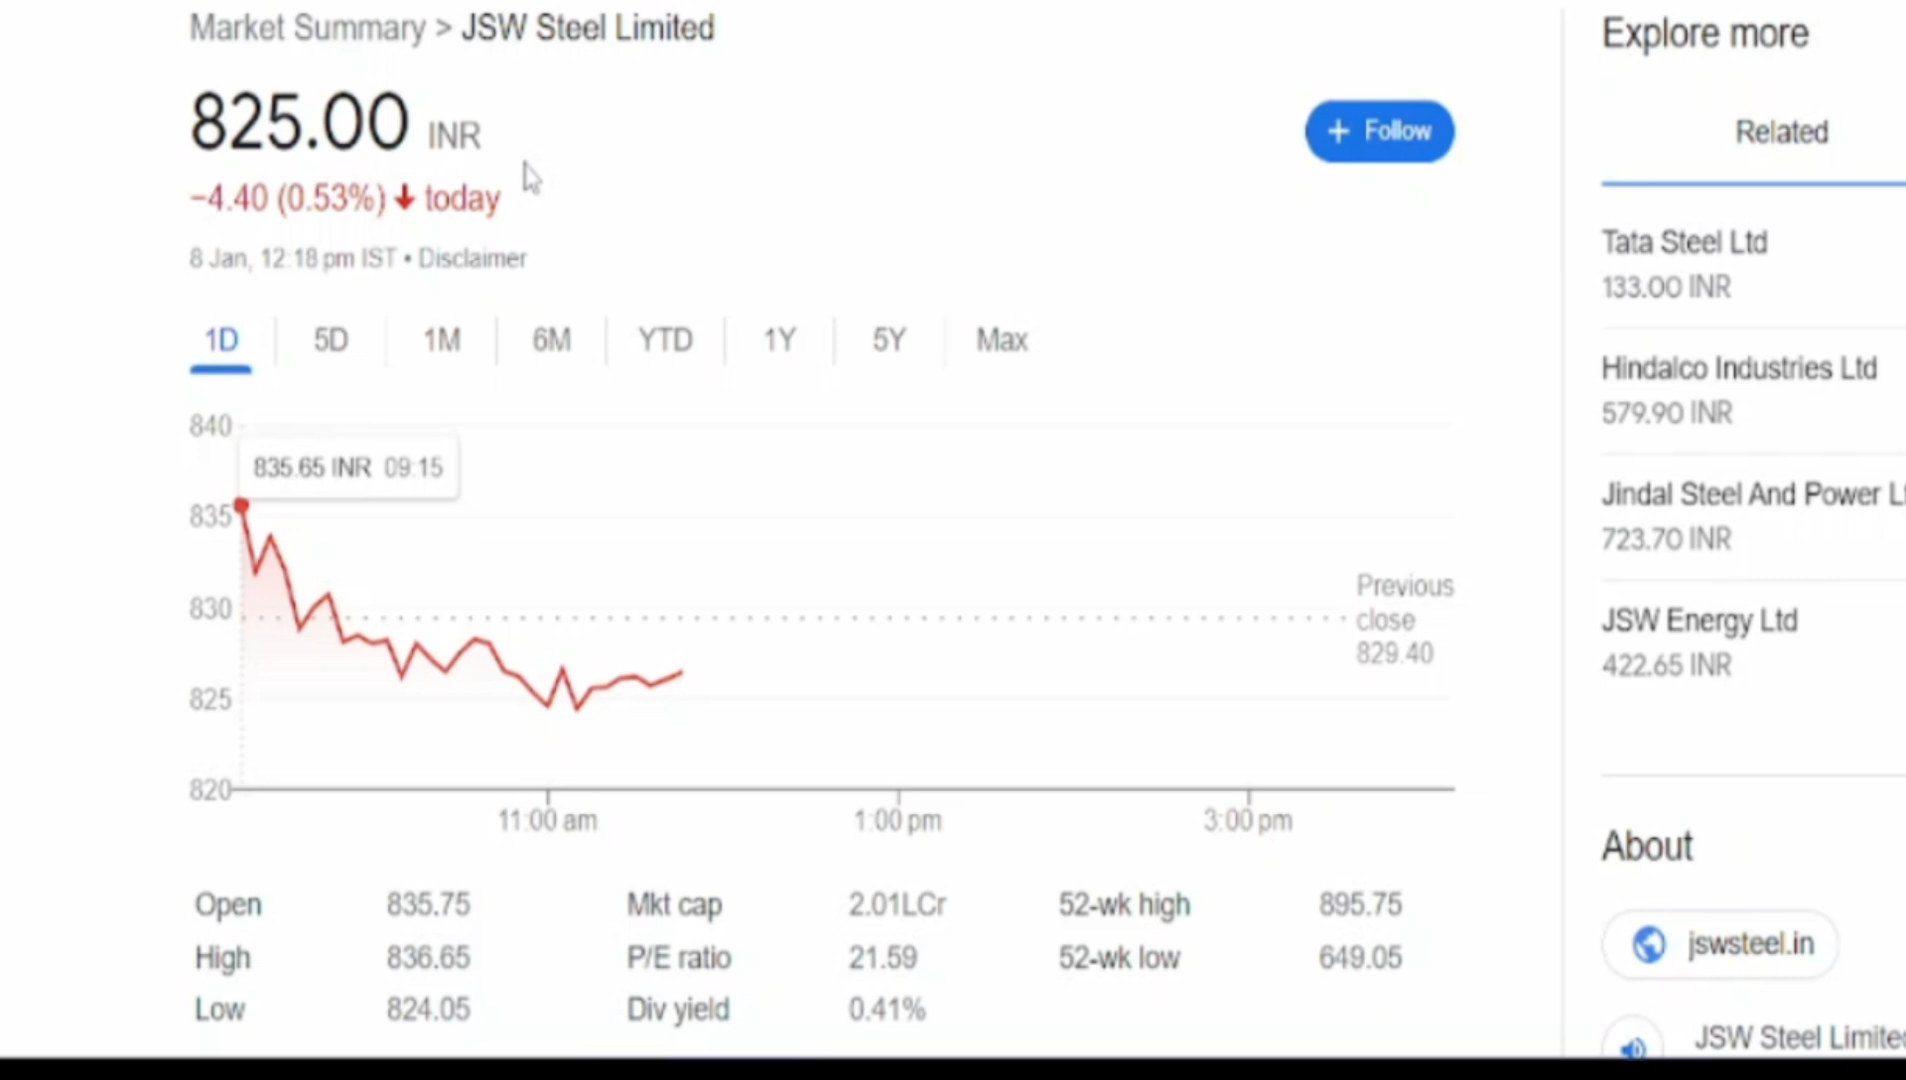 Market Summary > JSW Steel Limited
825.00 INR
+ Follow
−4.40 (0.53%) ↓ today
8 Jan, 12:18 pm IST • Disclaimer
1D 5D 1M 6M YTD 1Y 5Y Max
840
835.65 INR 09:15
835
830
825
820
Previous
close
829.40
11:00 am 1:00 pm 3:00 pm
Open 835.75 Mkt cap 2.01LCr 52-wk high 895.75
High 836.65 P/E ratio 21.59 52-wk low 649.05
Low 824.05 Div yield 0.41%
Explore more
Related
Tata Steel Ltd
133.00 INR
Hindalco Industries Ltd
579.90 INR
Jindal Steel And Power Lt
723.70 INR
JSW Energy Ltd
422.65 INR
About
jswsteel.in
JSW Steel Limited